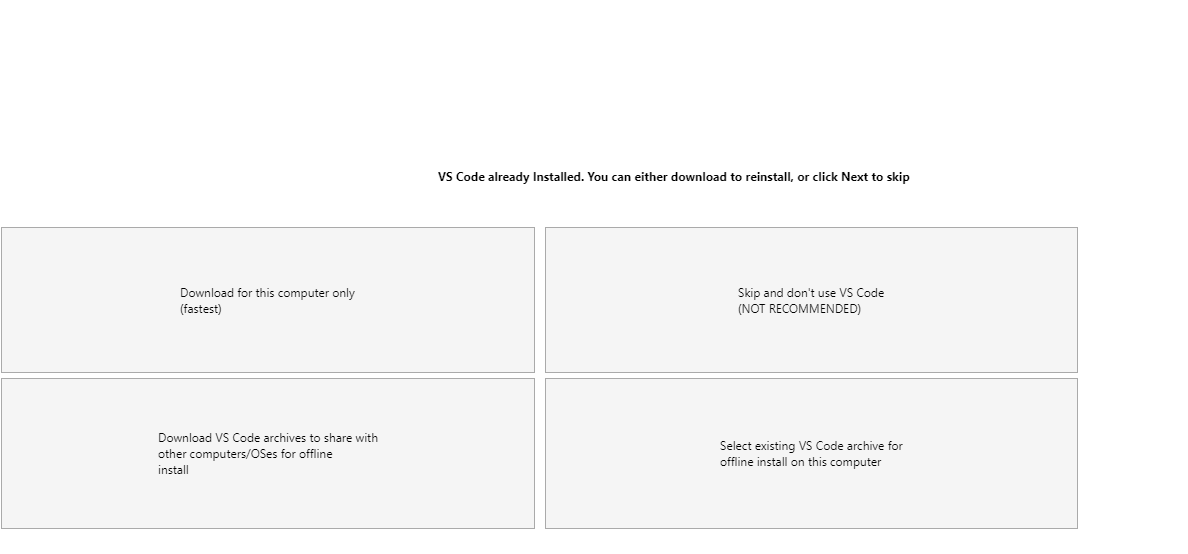 VS Code already Installed. You can either download to reinstall, or click Next to skip
Download for this computer only
(fastest)
Skip and don't use VS Code
(NOT RECOMMENDED)
Download VS Code archives to share with
other computers/OSes for offline
install
Select existing VS Code archive for
offline install on this computer